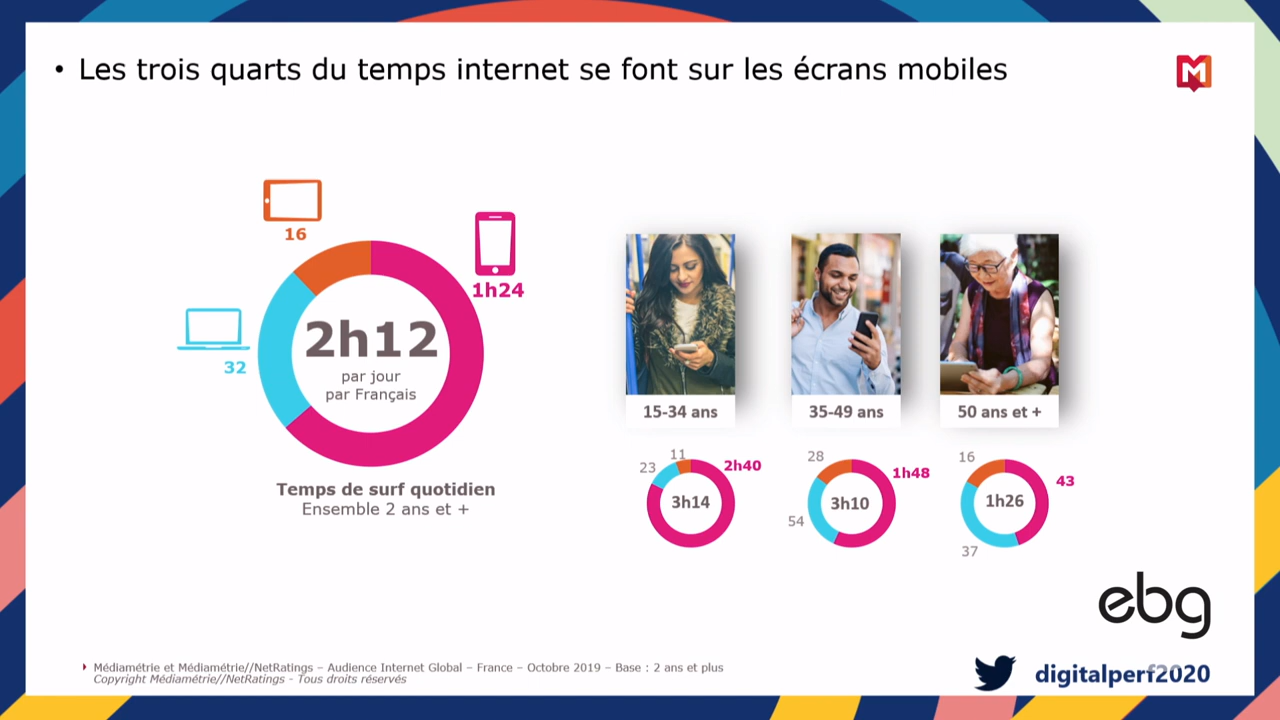 • Les trois quarts du temps internet se font sur les écrans mobiles
M
16
1h24
32
2h12
par jour
par Français
Temps de surf quotidien
Ensemble 2 ans et +
15-34 ans
35-49 ans
50 ans et +
11
23
2h40
3h14
28
1h48
54
3h10
16
43
37
1h26
ebg
Médiamétrie et Médiamétrie//NetRatings – Audience Internet Global – France – Octobre 2019 – Base : 2 ans et plus
Copyright Médiamétrie//NetRatings - Tous droits réservés
digitalperf2020